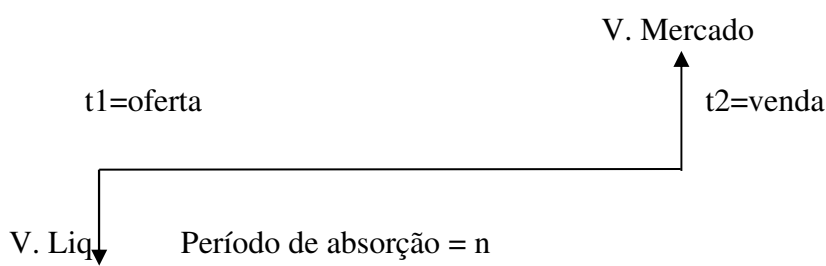 V. Mercado
t1=oferta
t2=venda
V. Liq
Período de absorção = n